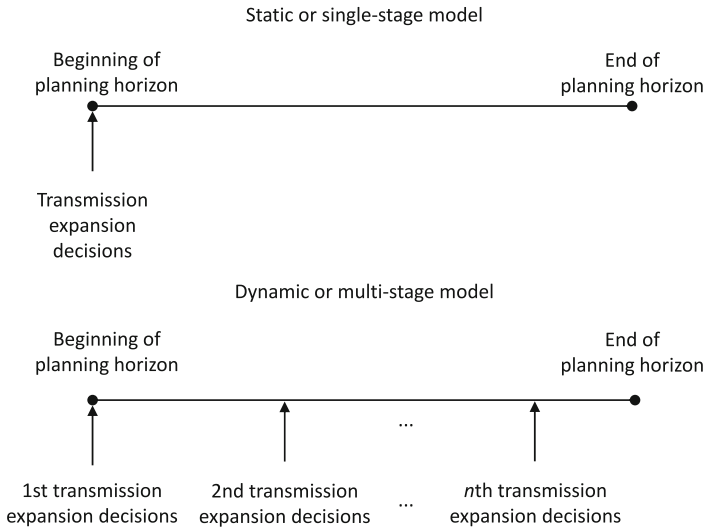 Static or single-stage model
Beginning of
planning horizon
End of
planning horizon
Transmission
expansion
decisions
Dynamic or multi-stage model
Beginning of
planning horizon
End of
planning horizon
...
1st transmission
expansion decisions
2nd transmission
expansion decisions
...
nth transmission
expansion decisions